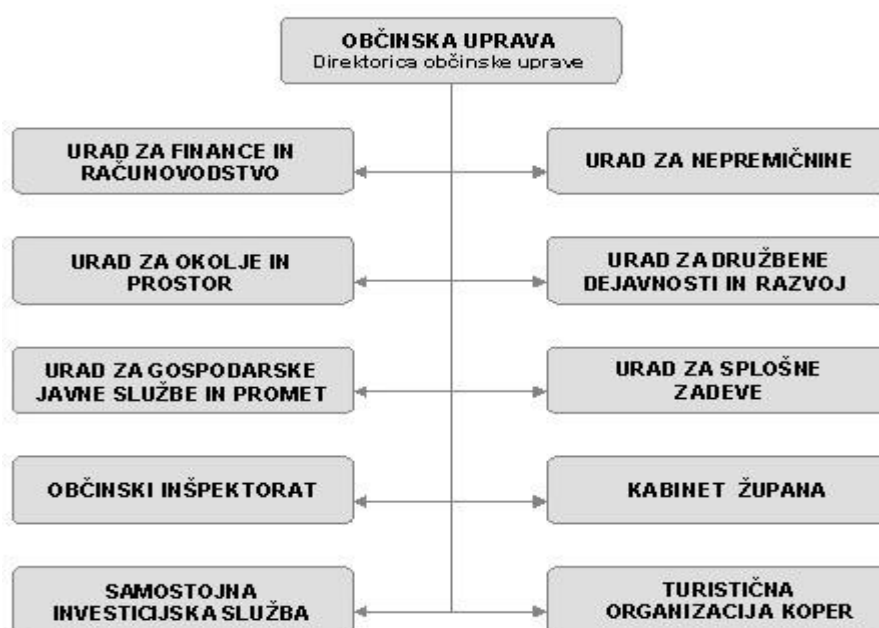 OBČINSKA UPRAVA
Direktorica občinske uprave
URAD ZA FINANCE IN
RAČUNOVODSTVO
URAD ZA NEPREMIČNINE
URAD ZA OKOLJE IN
PROSTOR
URAD ZA DRUŽBENE
DEJAVNOSTI IN RAZVOJ
URAD ZA GOSPODARSKE
JAVNE SLUŽBE IN PROMET
URAD ZA SPLOŠNE
ZADEVE
OBČINSKI INŠPEKTORAT
KABINET ŽUPANA
SAMOSTOJNA
INVESTICIJSKA SLUŽBA
TURISTIČNA
ORGANIZACIJA KOPER